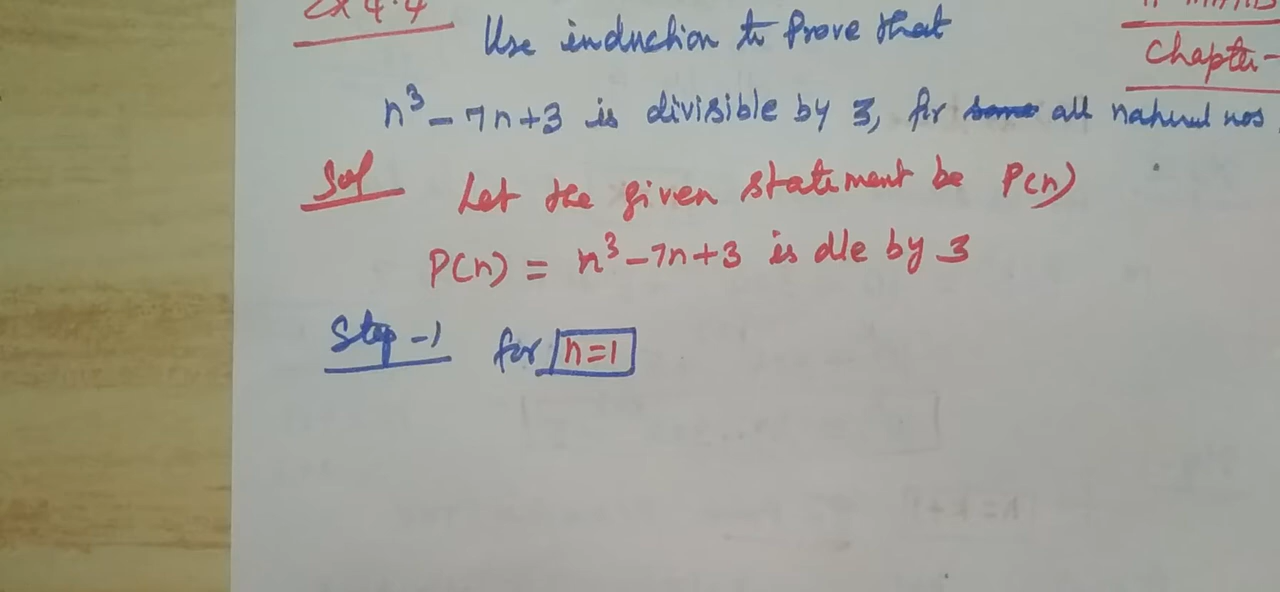 Ex 4.4
Use induction to prove that
Chapter-
n³ - 7n + 3 is divisible by 3, for all natural nos.
Sol Let the given statement be P(n)
P(n) = n³ - 7n + 3 is dle by 3
Step-1 for n=1